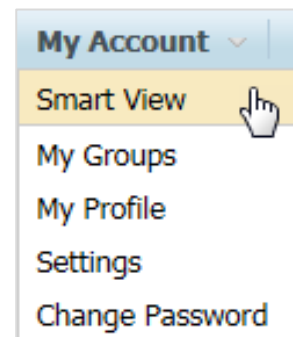 My Account
Smart View
My Groups
My Profile
Settings
Change Password